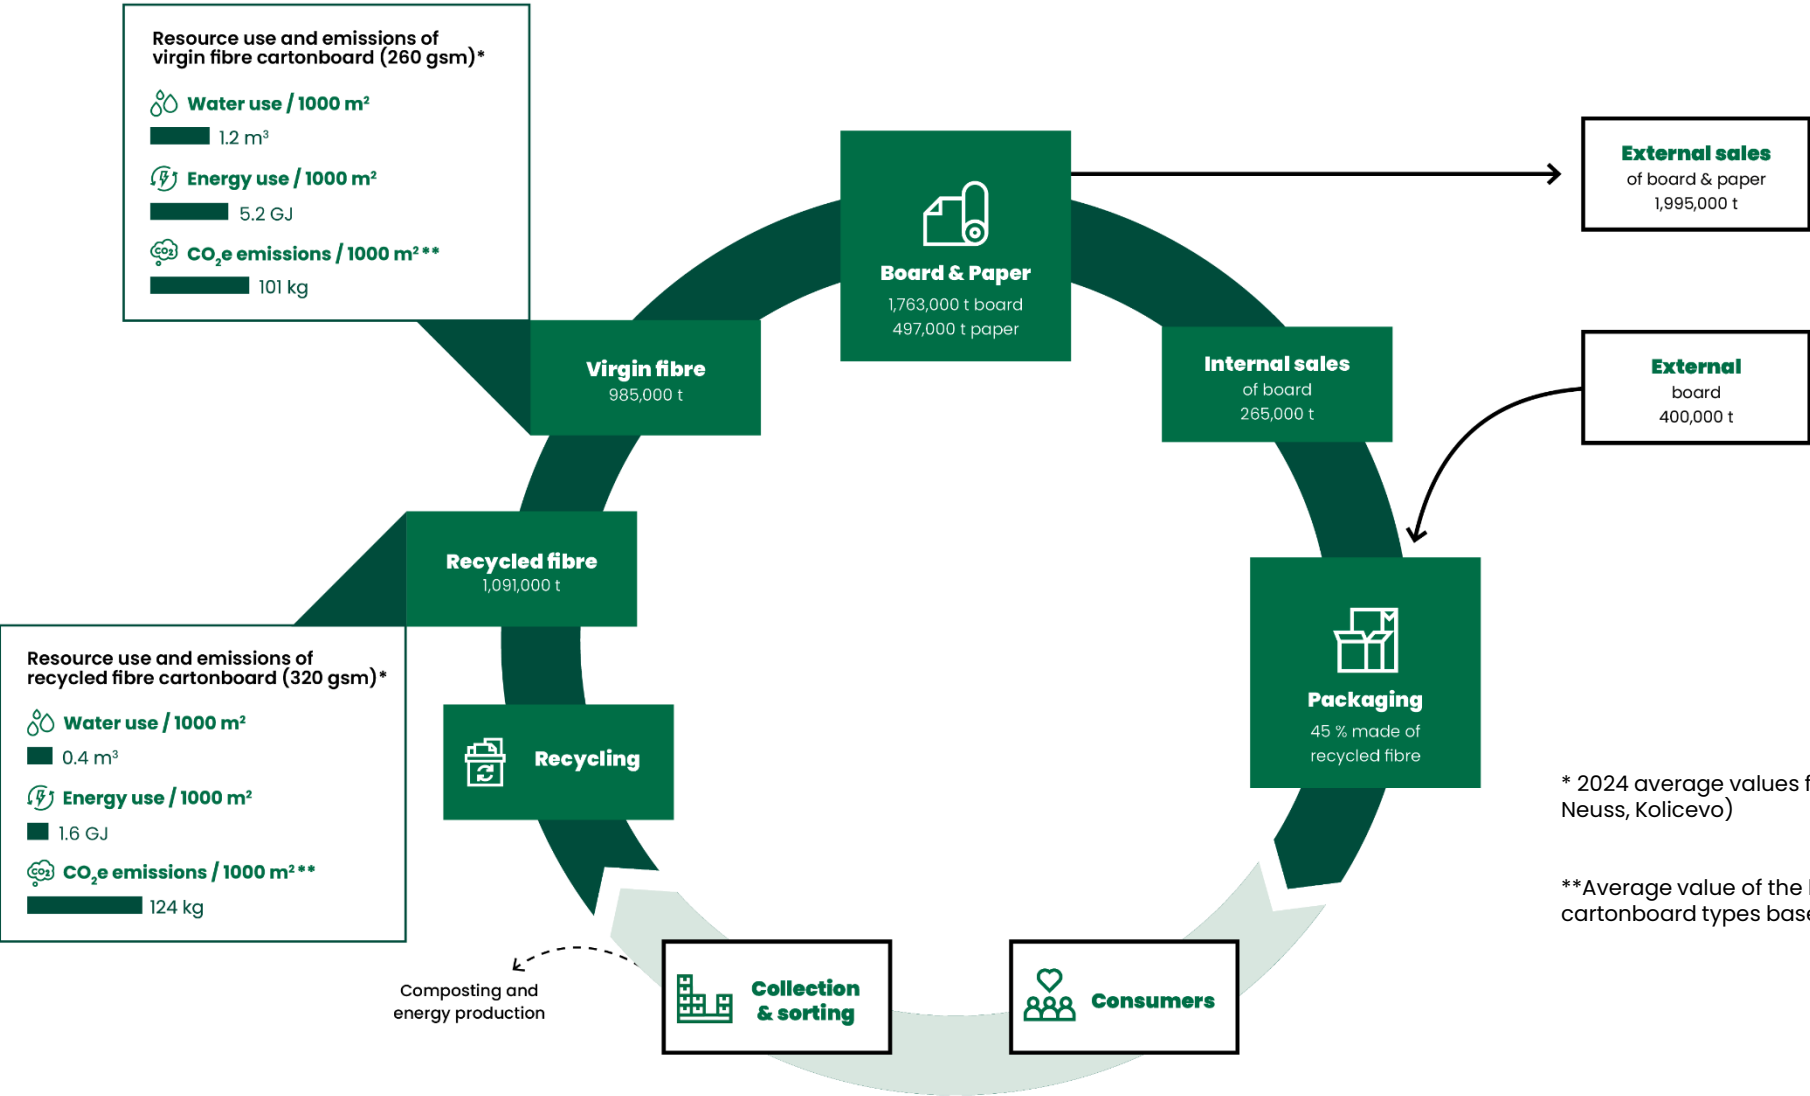 Resource use and emissions of
virgin fibre cartonboard (260 gsm)*
Water use / 1000 m²
1.2 m³
Energy use / 1000 m²
5.2 GJ
CO₂e emissions / 1000 m²**
101 kg
Board & Paper
1,763,000 t board
497,000 t paper
External sales
of board & paper
1,995,000 t
Virgin fibre
985,000 t
Internal sales
of board
265,000 t
External
board
400,000 t
Recycled fibre
1,091,000 t
Resource use and emissions of
recycled fibre cartonboard (320 gsm)*
Water use / 1000 m²
0.4 m³
Energy use / 1000 m²
1.6 GJ
CO₂e emissions / 1000 m²**
124 kg
CO2
CO2
Recycling
Packaging
45 % made of
recycled fibre
* 2024 average values
Neuss, Kolicevo)
**Average value of the
cartonboard types
Composting and
energy production
Collection
& sorting
Consumers